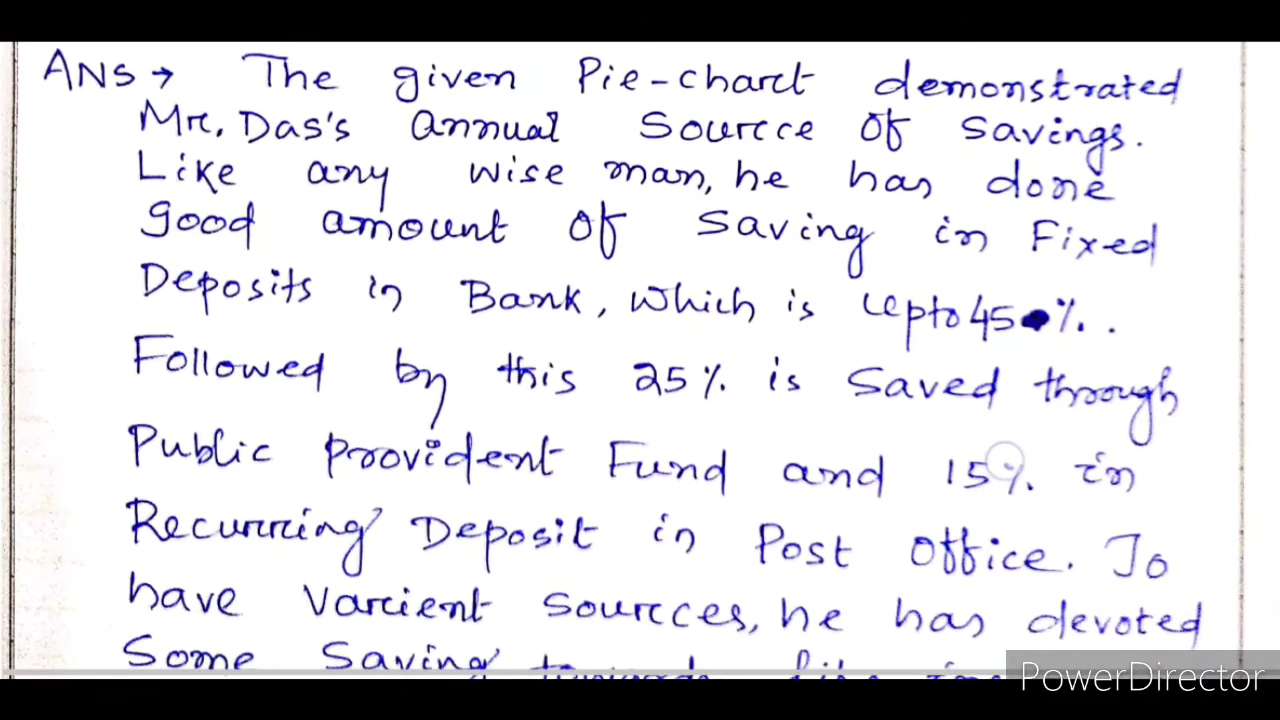 ANS → The given Pie-chart demonstrated
Mr. Das's annual Source of savings.
Like any wise man, he has done
good amount of saving in Fixed
Deposits in Bank, which is upto 45%.
Followed by this 25% is saved through
Public Provident Fund and 15% in
Recurring Deposit in Post Office. To
have Varient sources, he has devoted
Some Saving towards
PowerDirector